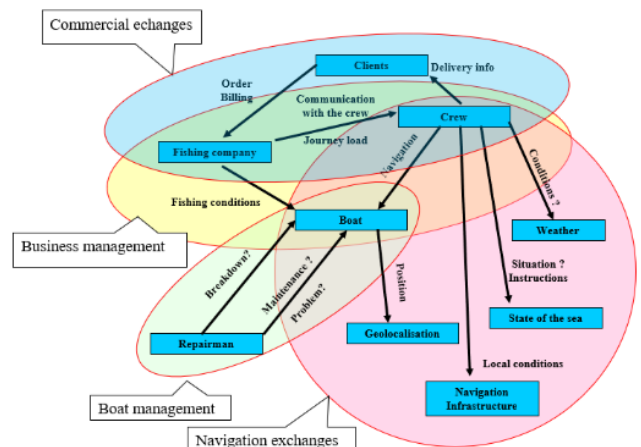 Commercial echanges
Clients
Delivery info
Order
Billing
Communication
with the crew
Crew
Fishing company
Journey load
Navigation
Conditions ?
Fishing conditions
Boat
Weather
Business management
Breakdown?
Maintenance ?
Problem?
Position
Situation ?
Instructions
State of the sea
Repairman
Geolocalisation
Local conditions
Navigation
Infrastructure
Boat management
Navigation exchanges